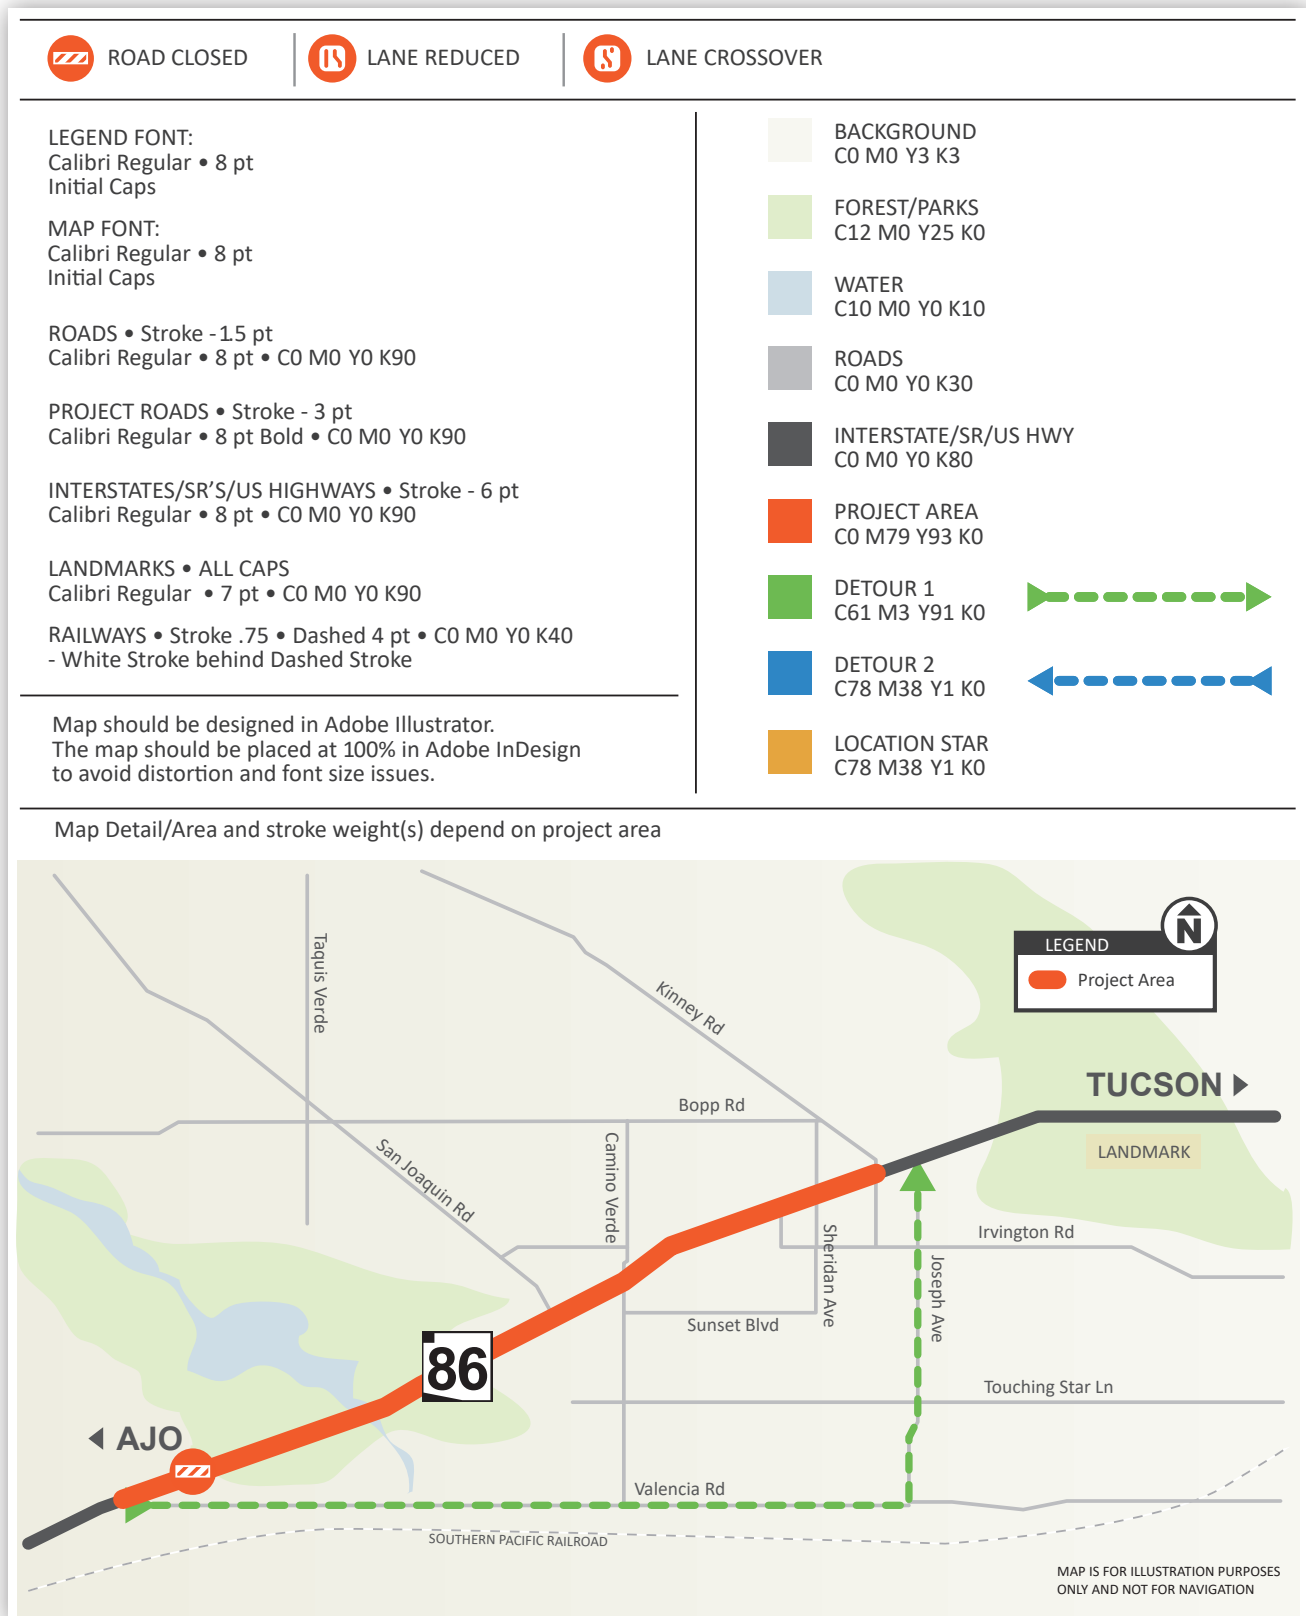 ROAD CLOSED
LANE REDUCED
LANE CROSSOVER
LEGEND FONT:
Calibri Regular • 8 pt
Initial Caps
MAP FONT:
Calibri Regular • 8 pt
Initial Caps
ROADS • Stroke - 1.5 pt
Calibri Regular • 8 pt • C0 M0 Y0 K90
PROJECT ROADS • Stroke - 3 pt
Calibri Regular • 8 pt Bold • C0 M0 Y0 K90
INTERSTATES/SR'S/US HIGHWAYS • Stroke - 6 pt
Calibri Regular • 8 pt • C0 M0 Y0 K90
LANDMARKS • ALL CAPS
Calibri Regular • 7 pt • C0 M0 Y0 K90
RAILWAYS • Stroke .75 • Dashed 4 pt • C0 M0 Y0 K40
- White Stroke behind Dashed Stroke
Map should be designed in Adobe Illustrator.
The map should be placed at 100% in Adobe InDesign
to avoid distortion and font size issues.
BACKGROUND
C0 M0 Y3 K3
FOREST/PARKS
C12 M0 Y25 K0
WATER
C10 M0 Y0 K10
ROADS
C0 M0 Y0 K30
INTERSTATE/SR/US HWY
C0 M0 Y0 K80
PROJECT AREA
C0 M79 Y93 K0
DETOUR 1
C61 M3 Y91 K0
DETOUR 2
C78 M38 Y1 K0
LOCATION STAR
C78 M38 Y1 K0
Map Detail/Area and stroke weight(s) depend on project area
N
LEGEND
Project Area
Taquis Verde
Kinney Rd
TUCSON
Bopp Rd
LANDMARK
San Joaquin Rd
Camino Verde
Sheridan Ave
Irvington Rd
Joseph Ave
Sunset Blvd
86
Touching Star Ln
AJO
Valencia Rd
SOUTHERN PACIFIC RAILROAD
MAP IS FOR ILLUSTRATION PURPOSES
ONLY AND NOT FOR NAVIGATION